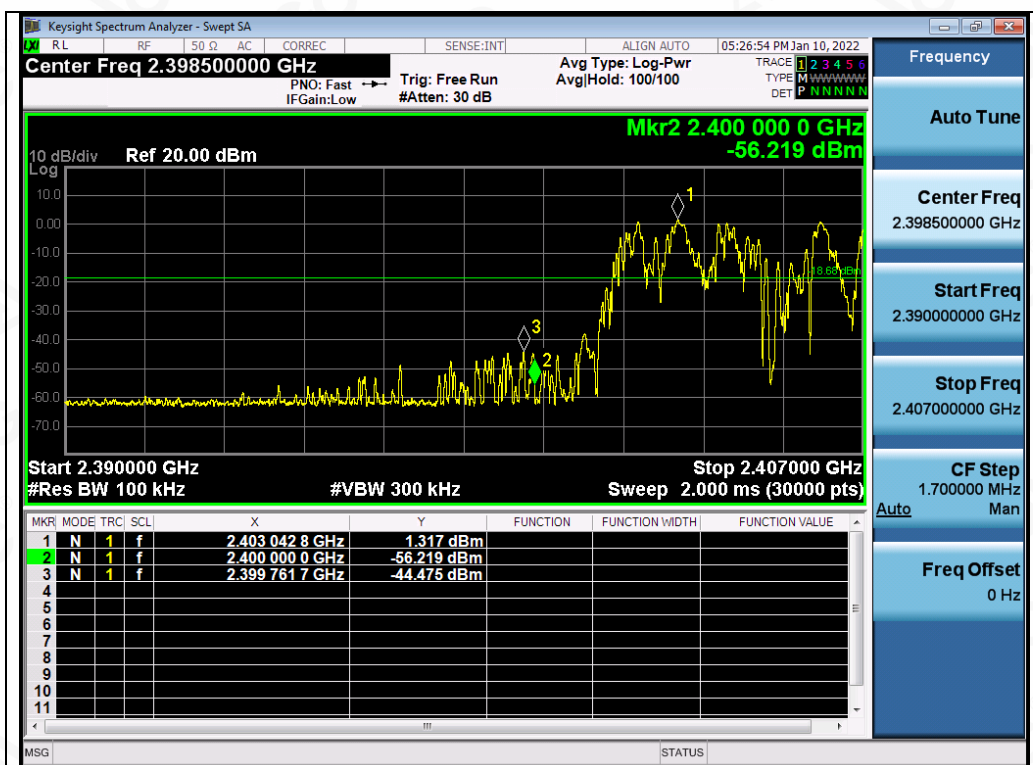 Keysight Spectrum Analyzer - Swept SA
LXI RL RF 50 Ω AC CORREC SENSE:INT ALIGN AUTO 05:26:54 PM Jan 10, 2022
Center Freq 2.398500000 GHz
PNO: Fast
IFGain:Low
Trig: Free Run
#Atten: 30 dB
Avg Type: Log-Pwr
Avg|Hold: 100/100
TRACE 1 2 3 4 5 6
TYPE M WWWWW
DET P N N N N N
Mkr2 2.400 000 0 GHz
-56.219 dBm
10 dB/div Ref 20.00 dBm
Log
10.0
0.00
-10.0
-20.0
-30.0
-40.0
-50.0
-60.0
-70.0
1
-18.68 dBm
3
2
Start 2.390000 GHz Stop 2.407000 GHz
#Res BW 100 kHz #VBW 300 kHz Sweep 2.000 ms (30000 pts)
MKR MODE TRC SCL X Y FUNCTION FUNCTION WIDTH FUNCTION VALUE
1 N 1 f 2.403 042 8 GHz 1.317 dBm
2 N 1 f 2.400 000 0 GHz -56.219 dBm
3 N 1 f 2.399 761 7 GHz -44.475 dBm
4
5
6
7
8
9
10
11
MSG STATUS
Frequency
Auto Tune
Center Freq
2.398500000 GHz
Start Freq
2.390000000 GHz
Stop Freq
2.407000000 GHz
CF Step
1.700000 MHz
Auto Man
Freq Offset
0 Hz